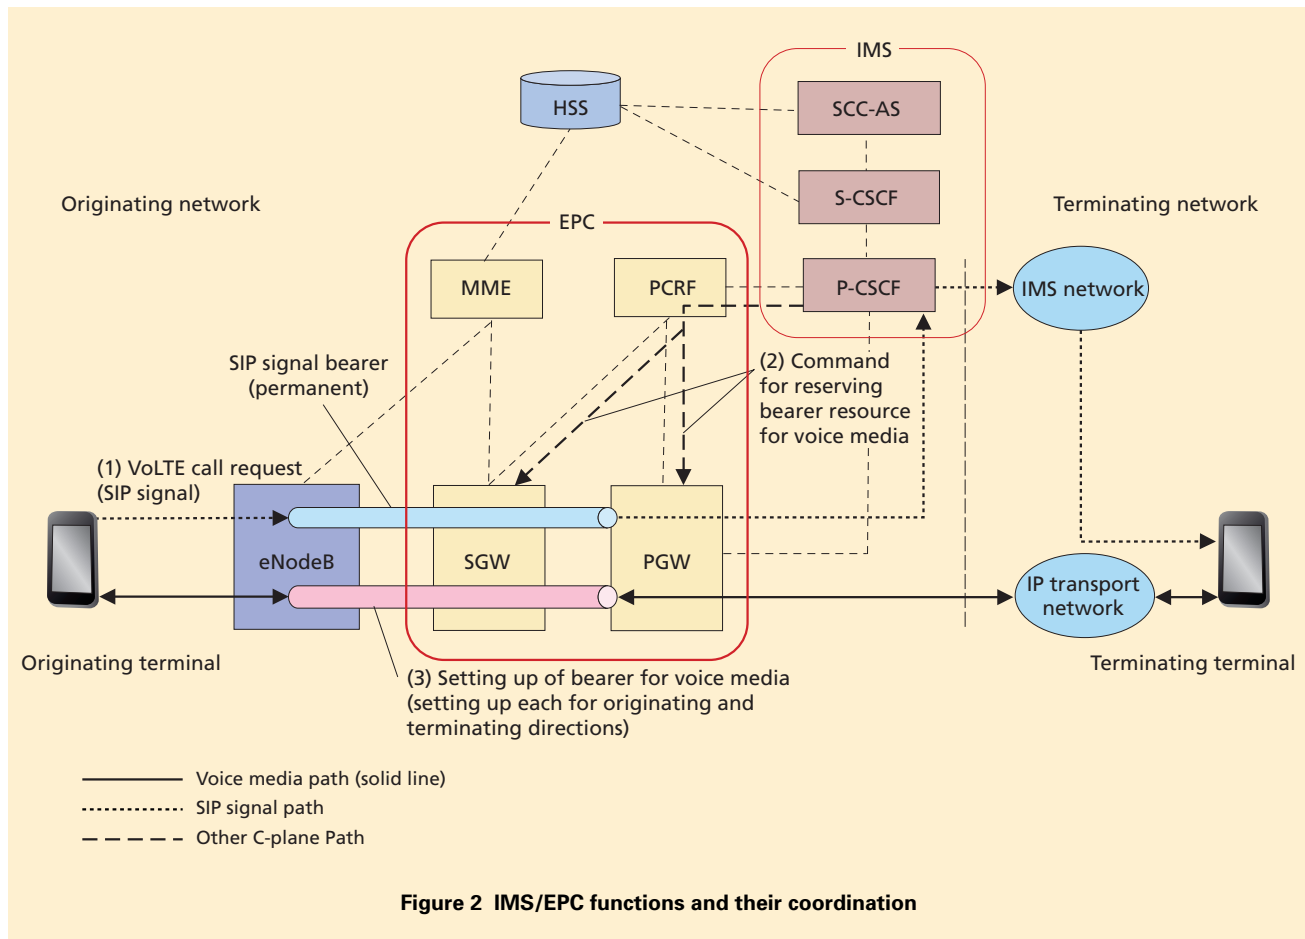 IMS
HSS
SCC-AS
S-CSCF
Originating network
Terminating network
EPC
MME
PCRF
P-CSCF
IMS network
SIP signal bearer
(permanent)
(2) Command
for reserving
bearer resource
for voice media
(1) VoLTE call request
(SIP signal)
eNodeB
SGW
PGW
IP transport
network
Originating terminal
Terminating terminal
(3) Setting up of bearer for voice media
(setting up each for originating and
terminating directions)
Voice media path (solid line)
SIP signal path
Other C-plane Path
Figure 2 IMS/EPC functions and their coordination